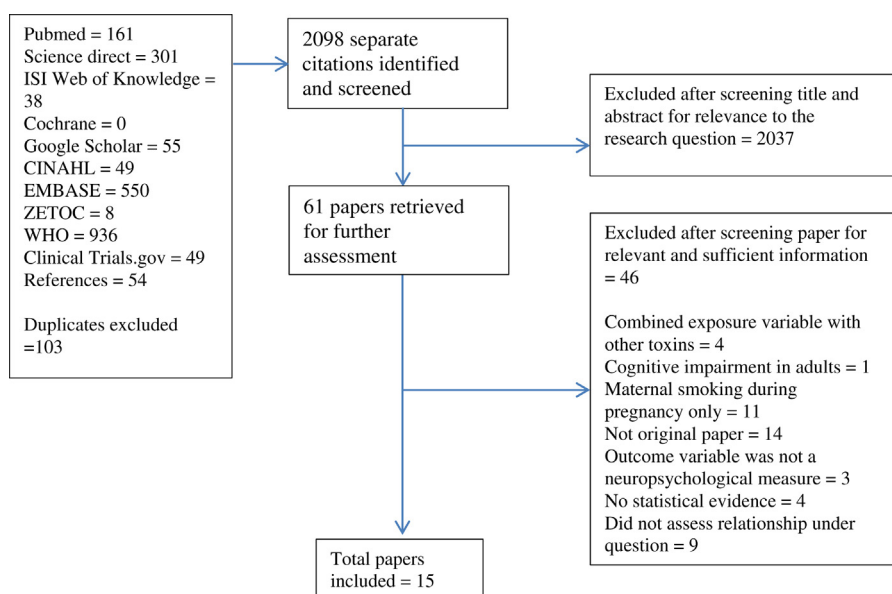 Pubmed = 161
Science direct = 301
ISI Web of Knowledge =
38
Cochrane = 0
Google Scholar = 55
CINAHL = 49
EMBASE = 550
ZETOC = 8
WHO = 936
Clinical Trials.gov = 49
References = 54
Duplicates excluded
=103
2098 separate
citations identified
and screened
Excluded after screening title and
abstract for relevance to the
research question = 2037
61 papers retrieved
for further
assessment
Excluded after screening paper for
relevant and sufficient information
= 46
Combined exposure variable with
other toxins = 4
Cognitive impairment in adults = 1
Maternal smoking during
pregnancy only = 11
Not original paper = 14
Outcome variable was not a
neuropsychological measure = 3
No statistical evidence = 4
Did not assess relationship under
question = 9
Total papers
included = 15